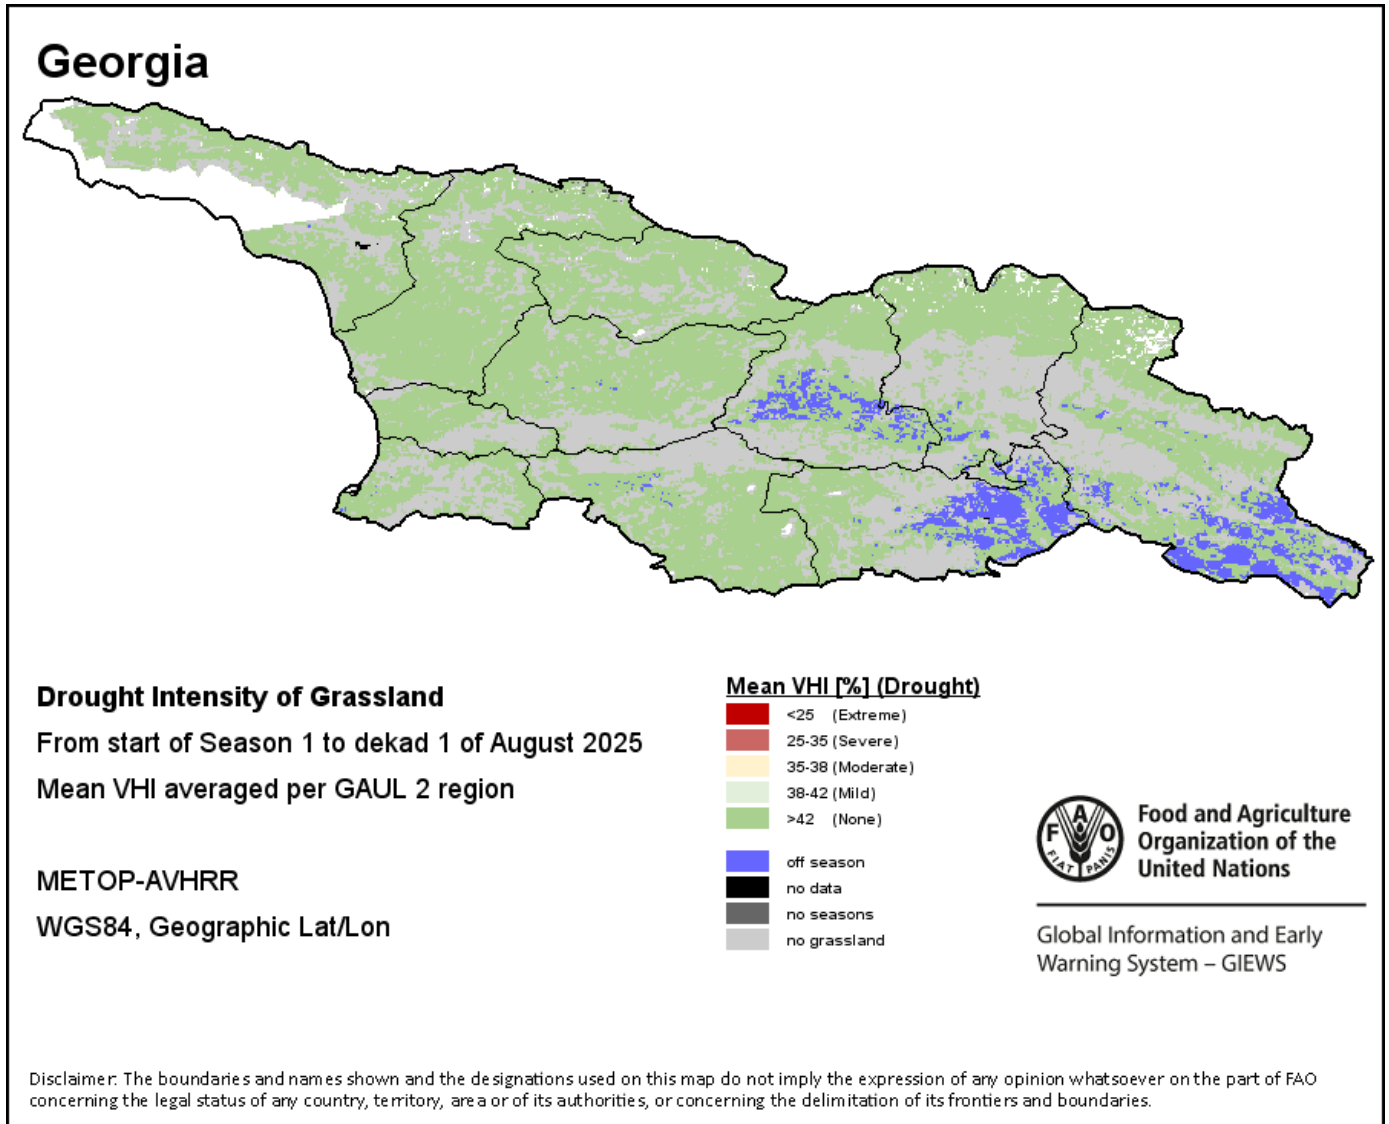 Georgia
Drought Intensity of Grassland
From start of Season 1 to dekad 1 of August 2025
Mean VHI averaged per GAUL 2 region
METOP-AVHRR
WGS84, Geographic Lat/Lon
Mean VHI [%] (Drought)
<25 (Extreme)
25-35 (Severe)
35-38 (Moderate)
38-42 (Mild)
>42 (None)
off season
no data
no seasons
no grassland
F A O
FIAT PANIS
Food and Agriculture
Organization of the
United Nations
Global Information and Early
Warning System – GIEWS
Disclaimer: The boundaries and names shown and the designations used on this map do not imply the expression of any opinion whatsoever on the part of FAO
concerning the legal status of any country, territory, area or of its authorities, or concerning the delimitation of its frontiers and boundaries.